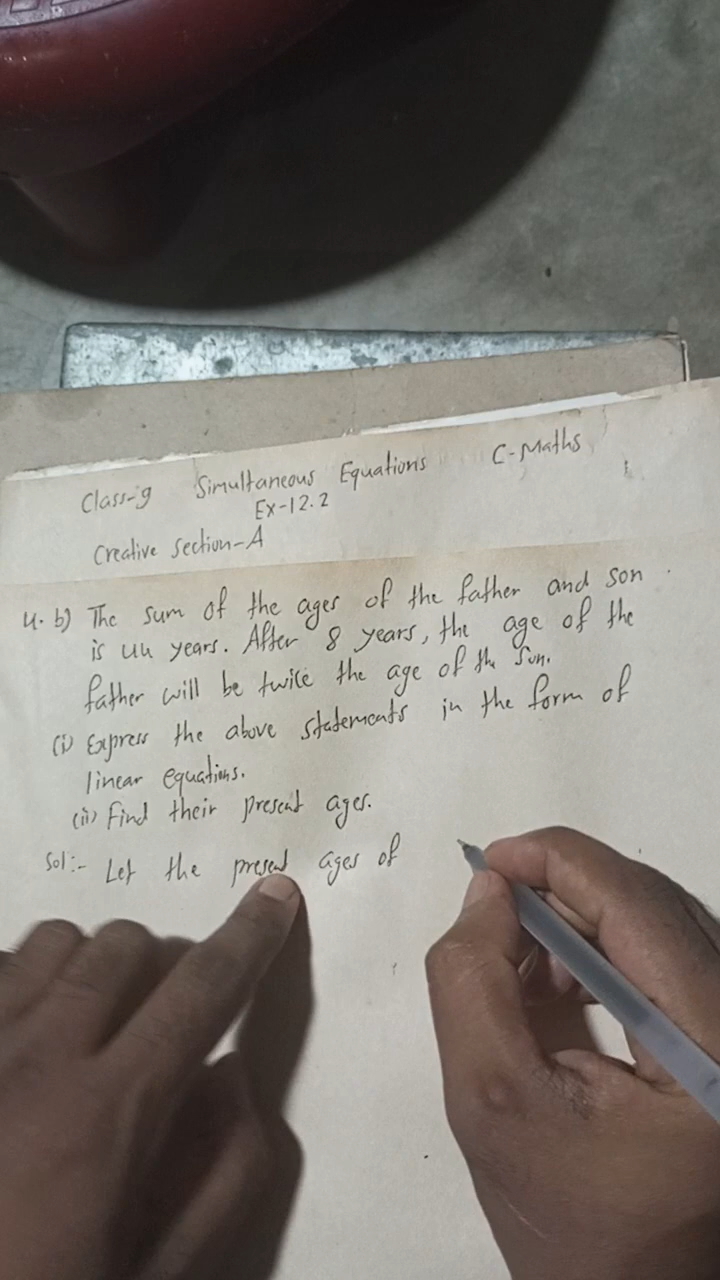 Class-9 Simultaneous Equations C-Maths
Ex-12.2
Creative Section-A
4. b) The sum of the ages of the father and son
is 44 years. After 8 years, the age of the
father will be twice the age of the son.
(i) Express the above statements in the form of
linear equations.
(ii) Find their present ages.
Sol:- Let the present ages of